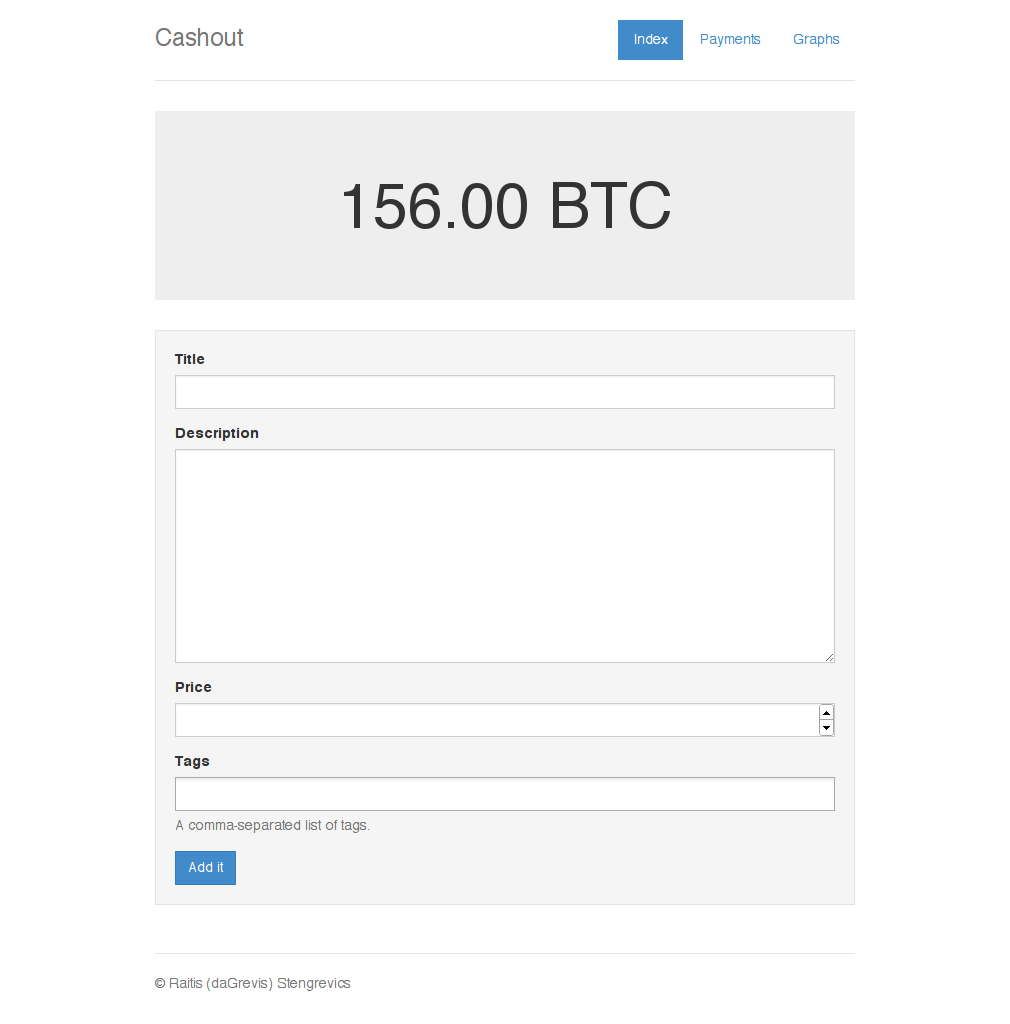 Cashout
Index Payments Graphs
156.00 BTC
Title
Description
Price
Tags
A comma-separated list of tags.
Add it
© Raitis (daGrevis) Stengrevics